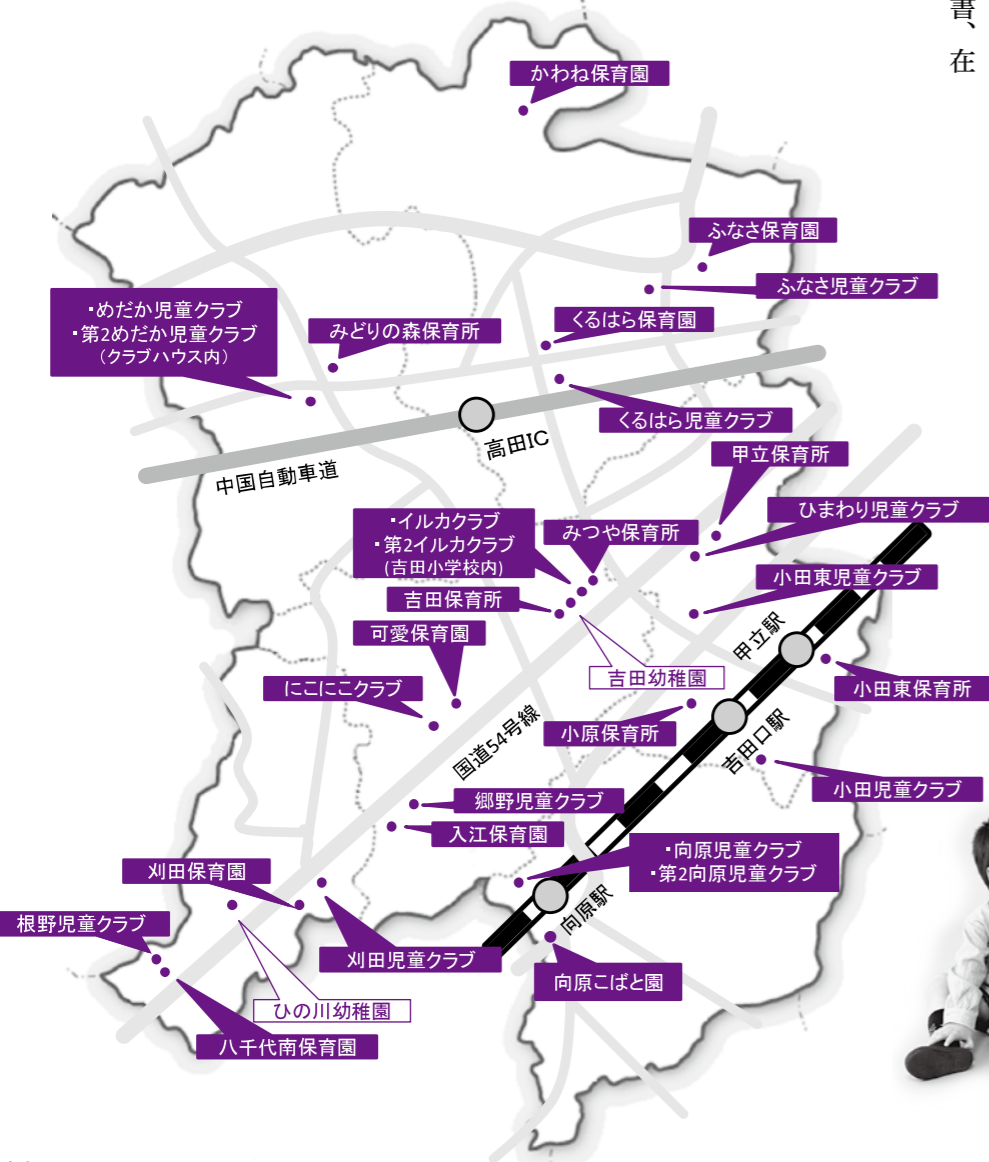 書、在
かわね保育園
ふなさ保育園
ふなさ児童クラブ
・めだか児童クラブ
・第2めだか児童クラブ
(クラブハウス内)
みどりの森保育所
くるはら保育園
くるはら児童クラブ
高田IC
中国自動車道
甲立保育所
ひまわり児童クラブ
・イルカクラブ
・第2イルカクラブ
(吉田小学校内)
みつや保育所
小田東児童クラブ
吉田保育所
可愛保育園
甲立駅
吉田幼稚園
にこにこクラブ
小田東保育所
国道54号線
小原保育所
吉田口駅
小田児童クラブ
郷野児童クラブ
入江保育園
・向原児童クラブ
・第2向原児童クラブ
刈田保育園
向原駅
根野児童クラブ
刈田児童クラブ
向原こばと園
ひの川幼稚園
八千代南保育園